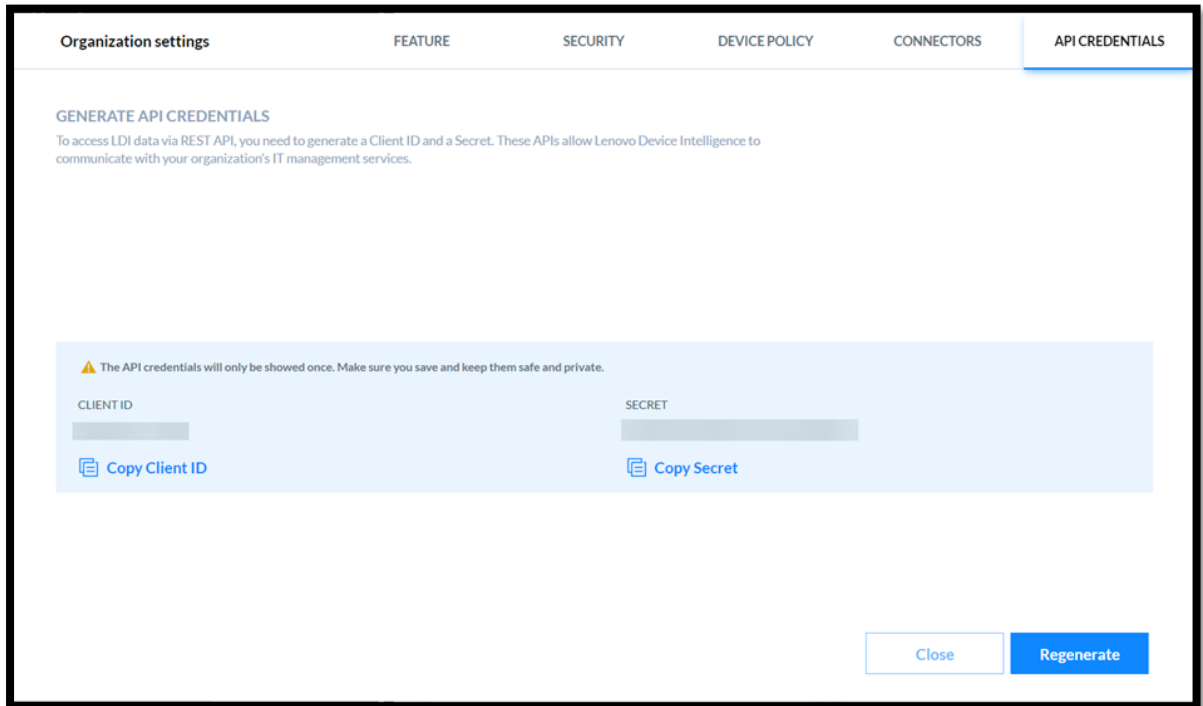 Organization settings
FEATURE
SECURITY
DEVICE POLICY
CONNECTORS
API CREDENTIALS
GENERATE API CREDENTIALS
To access LDI data via REST API, you need to generate a Client ID and a Secret. These APIs allow Lenovo Device Intelligence to
communicate with your organization's IT management services.
The API credentials will only be showed once. Make sure you save and keep them safe and private.
CLIENT ID
SECRET
Copy Client ID
Copy Secret
Close
Regenerate